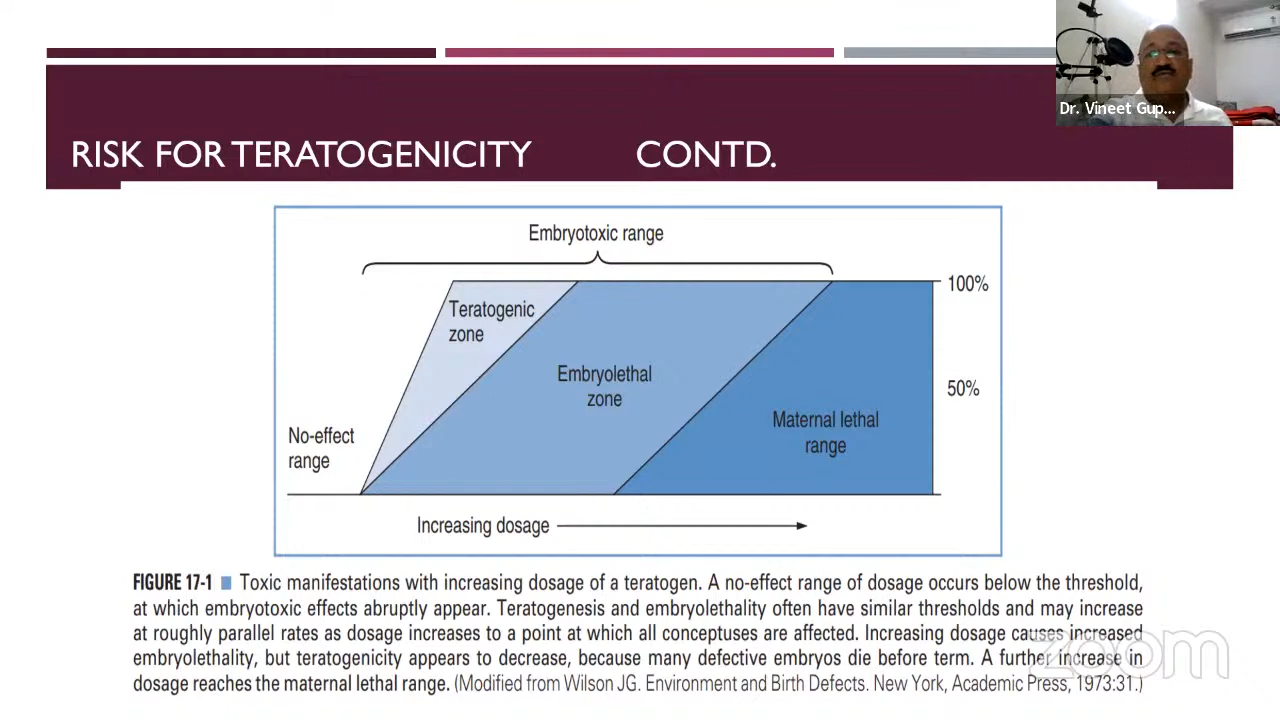 Dr. Vineet Gup...
RISK FOR TERATOGENICITY CONTD.
Embryotoxic range
100%
Teratogenic
zone
Embryolethal
zone
50%
Maternal lethal
range
No-effect
range
Increasing dosage
FIGURE 17-1 Toxic manifestations with increasing dosage of a teratogen. A no-effect range of dosage occurs below the threshold,
at which embryotoxic effects abruptly appear. Teratogenesis and embryolethality often have similar thresholds and may increase
at roughly parallel rates as dosage increases to a point at which all conceptuses are affected. Increasing dosage causes increased
embryolethality, but teratogenicity appears to decrease, because many defective embryos die before term. A further increase in
dosage reaches the maternal lethal range. (Modified from Wilson JG. Environment and Birth Defects. New York, Academic Press, 1973:31.)
zoom